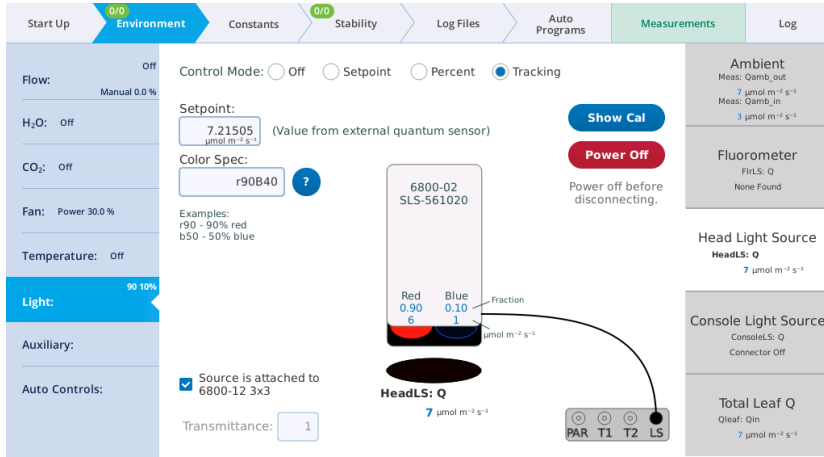 0/0
0/0
Start Up
Environment
Constants
Stability
Log Files
Auto
Programs
Measurements
Log
Flow:
Off
Manual 0.0 %
H₂O: Off
CO₂: Off
Fan: Power 30.0 %
Temperature: Off
90 10%
Light:
Auxiliary:
Auto Controls:
Control Mode: Off Setpoint Percent Tracking
Setpoint:
7.21505
μmol m⁻² s⁻¹
(Value from external quantum sensor)
Color Spec:
r90B40
?
Examples:
r90 - 90% red
b50 - 50% blue
Show Cal
Power Off
Power off before
disconnecting.
6800-02
SLS-561020
Red Blue
0.90 0.10
6 1
Fraction
μmol m⁻² s⁻¹
HeadLS: Q
7 μmol m⁻² s⁻¹
Source is attached to
6800-12 3x3
Transmittance: 1
PAR T1 T2 LS
Ambient
Meas: Qamb_out
7 μmol m⁻² s⁻¹
Meas: Qamb_in
3 μmol m⁻² s⁻¹
Fluorometer
FlrLS: Q
None Found
Head Light Source
HeadLS: Q
7 μmol m⁻² s⁻¹
Console Light Source
ConsoleLS: Q
Connector Off
Total Leaf Q
Qleaf: Qin
7 μmol m⁻² s⁻¹